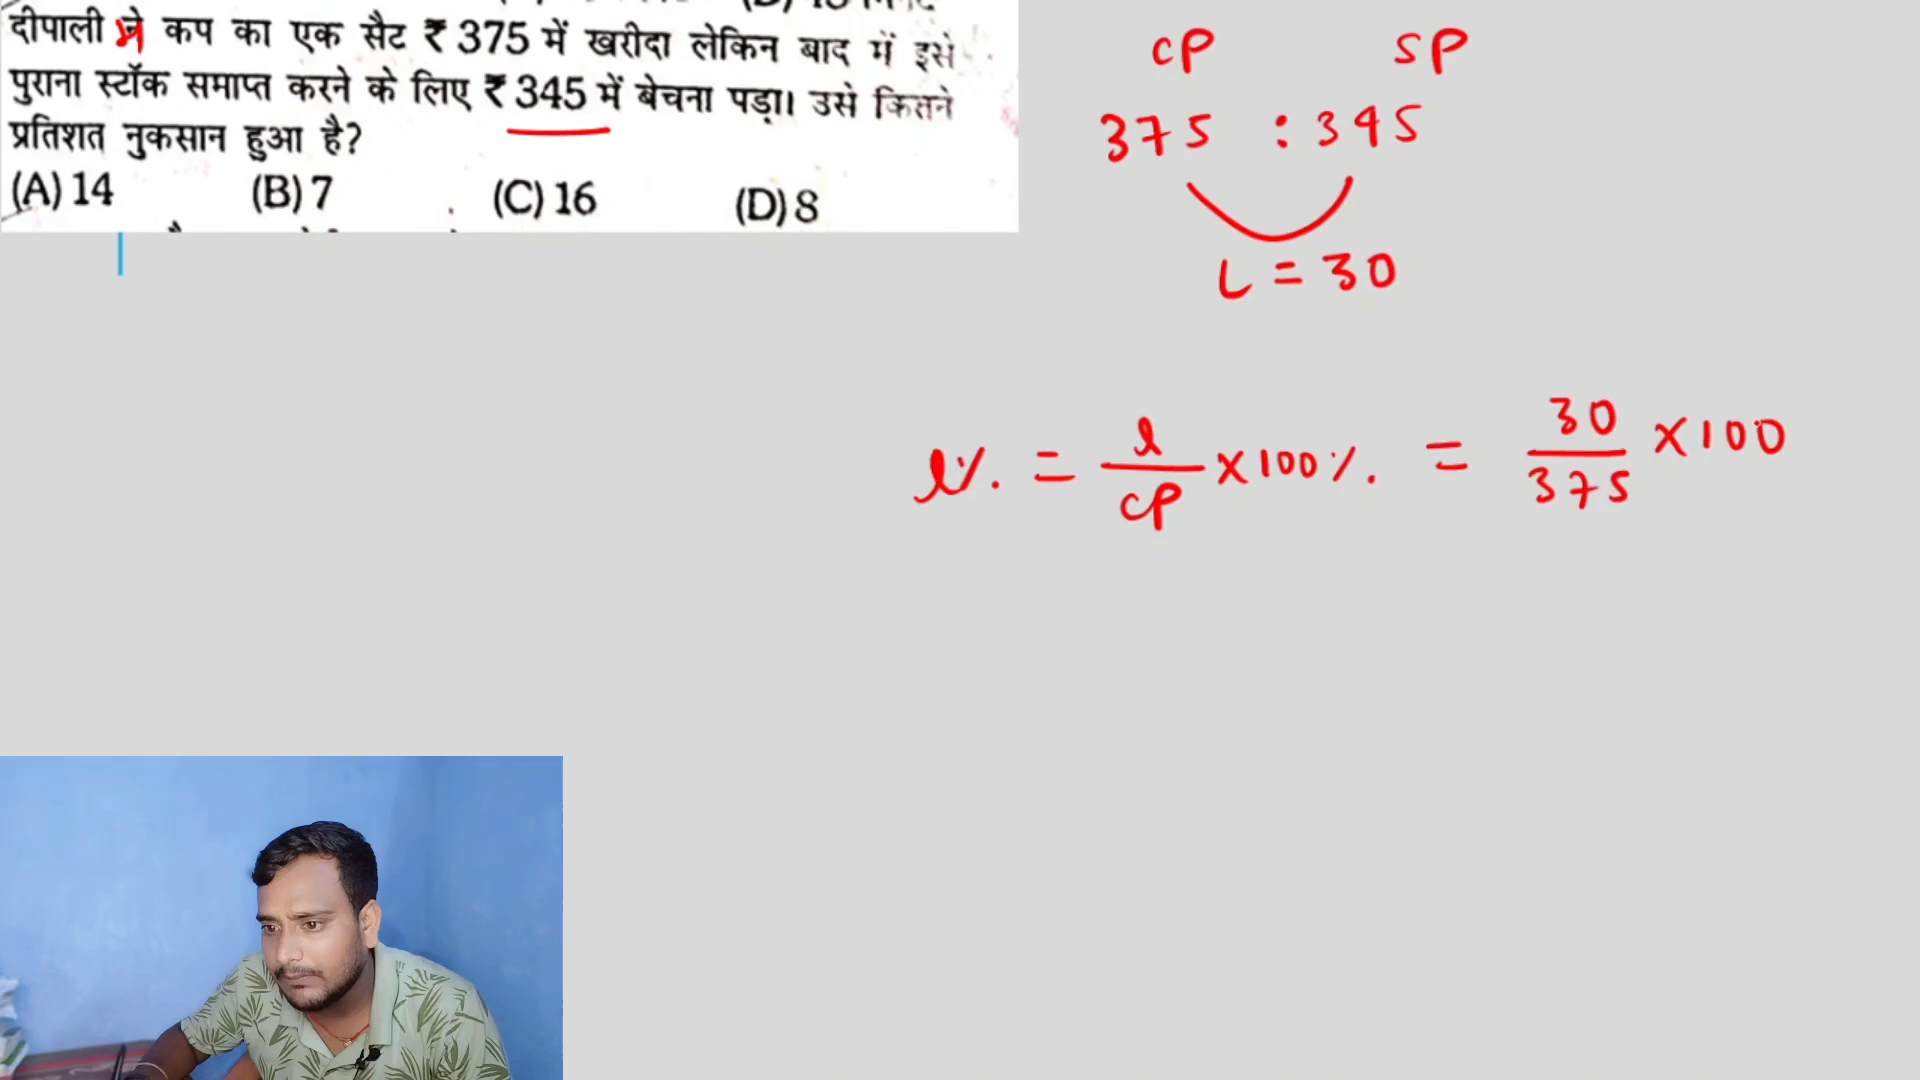 दीपाली ने कप का एक सैट ₹ 375 में खरीदा लेकिन बाद में इसे
पुराना स्टॉक समाप्त करने के लिए ₹ 345 में बेचना पड़ा। उसे कितने
प्रतिशत नुकसान हुआ है?
(A) 14 (B) 7 (C) 16 (D) 8
CP SP
375 : 345
L = 30
l% = l/CP × 100% = 30/375 × 100